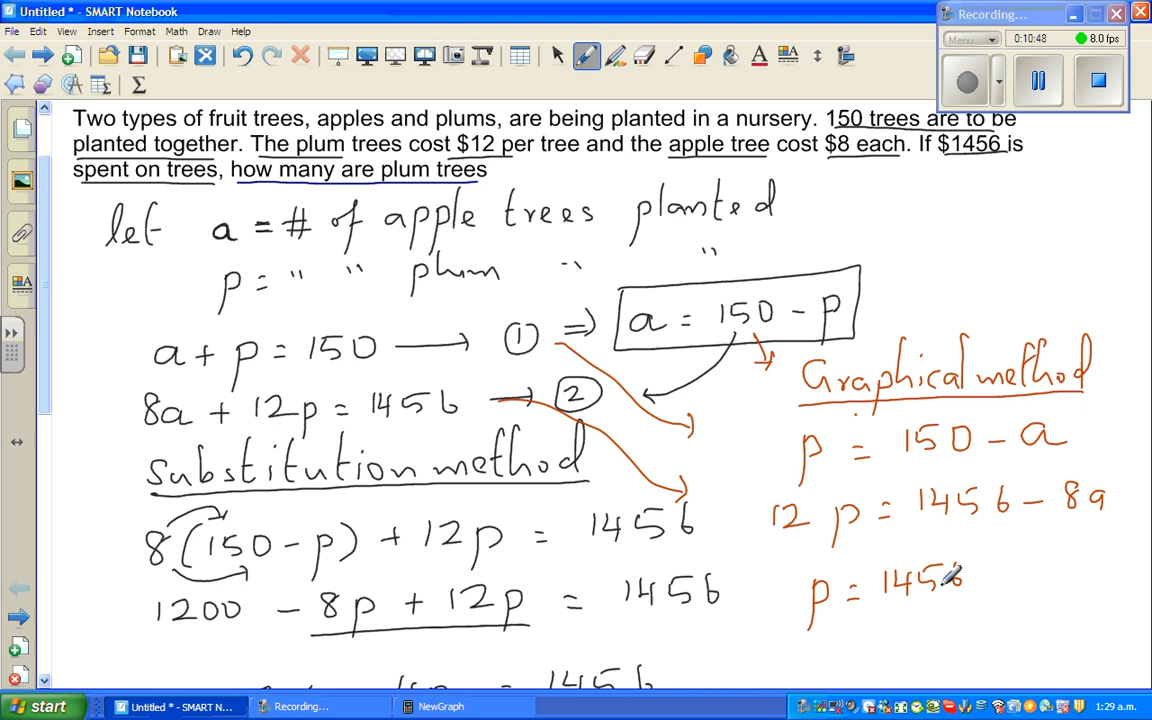 Untitled * - SMART Notebook
File Edit View Insert Format Math Draw Help
Recording...
Menu 0:10:48 8.0 fps
Two types of fruit trees, apples and plums, are being planted in a nursery. 150 trees are to be
planted together. The plum trees cost $12 per tree and the apple tree cost $8 each. If $1456 is
spent on trees, how many are plum trees
let a = # of apple trees planted
p = " " plum " "
a + p = 150 → ① ⇒ a = 150 - p
8a + 12p = 1456 → ②
Graphical method
p = 150 - a
substitution method
12 p = 1456 - 8a
8(150 - p) + 12p = 1456
p = 1456
1200 - 8p + 12p = 1456
= 1456
start Untitled * - SMART N... Recording... NewGraph 1:29 a.m.